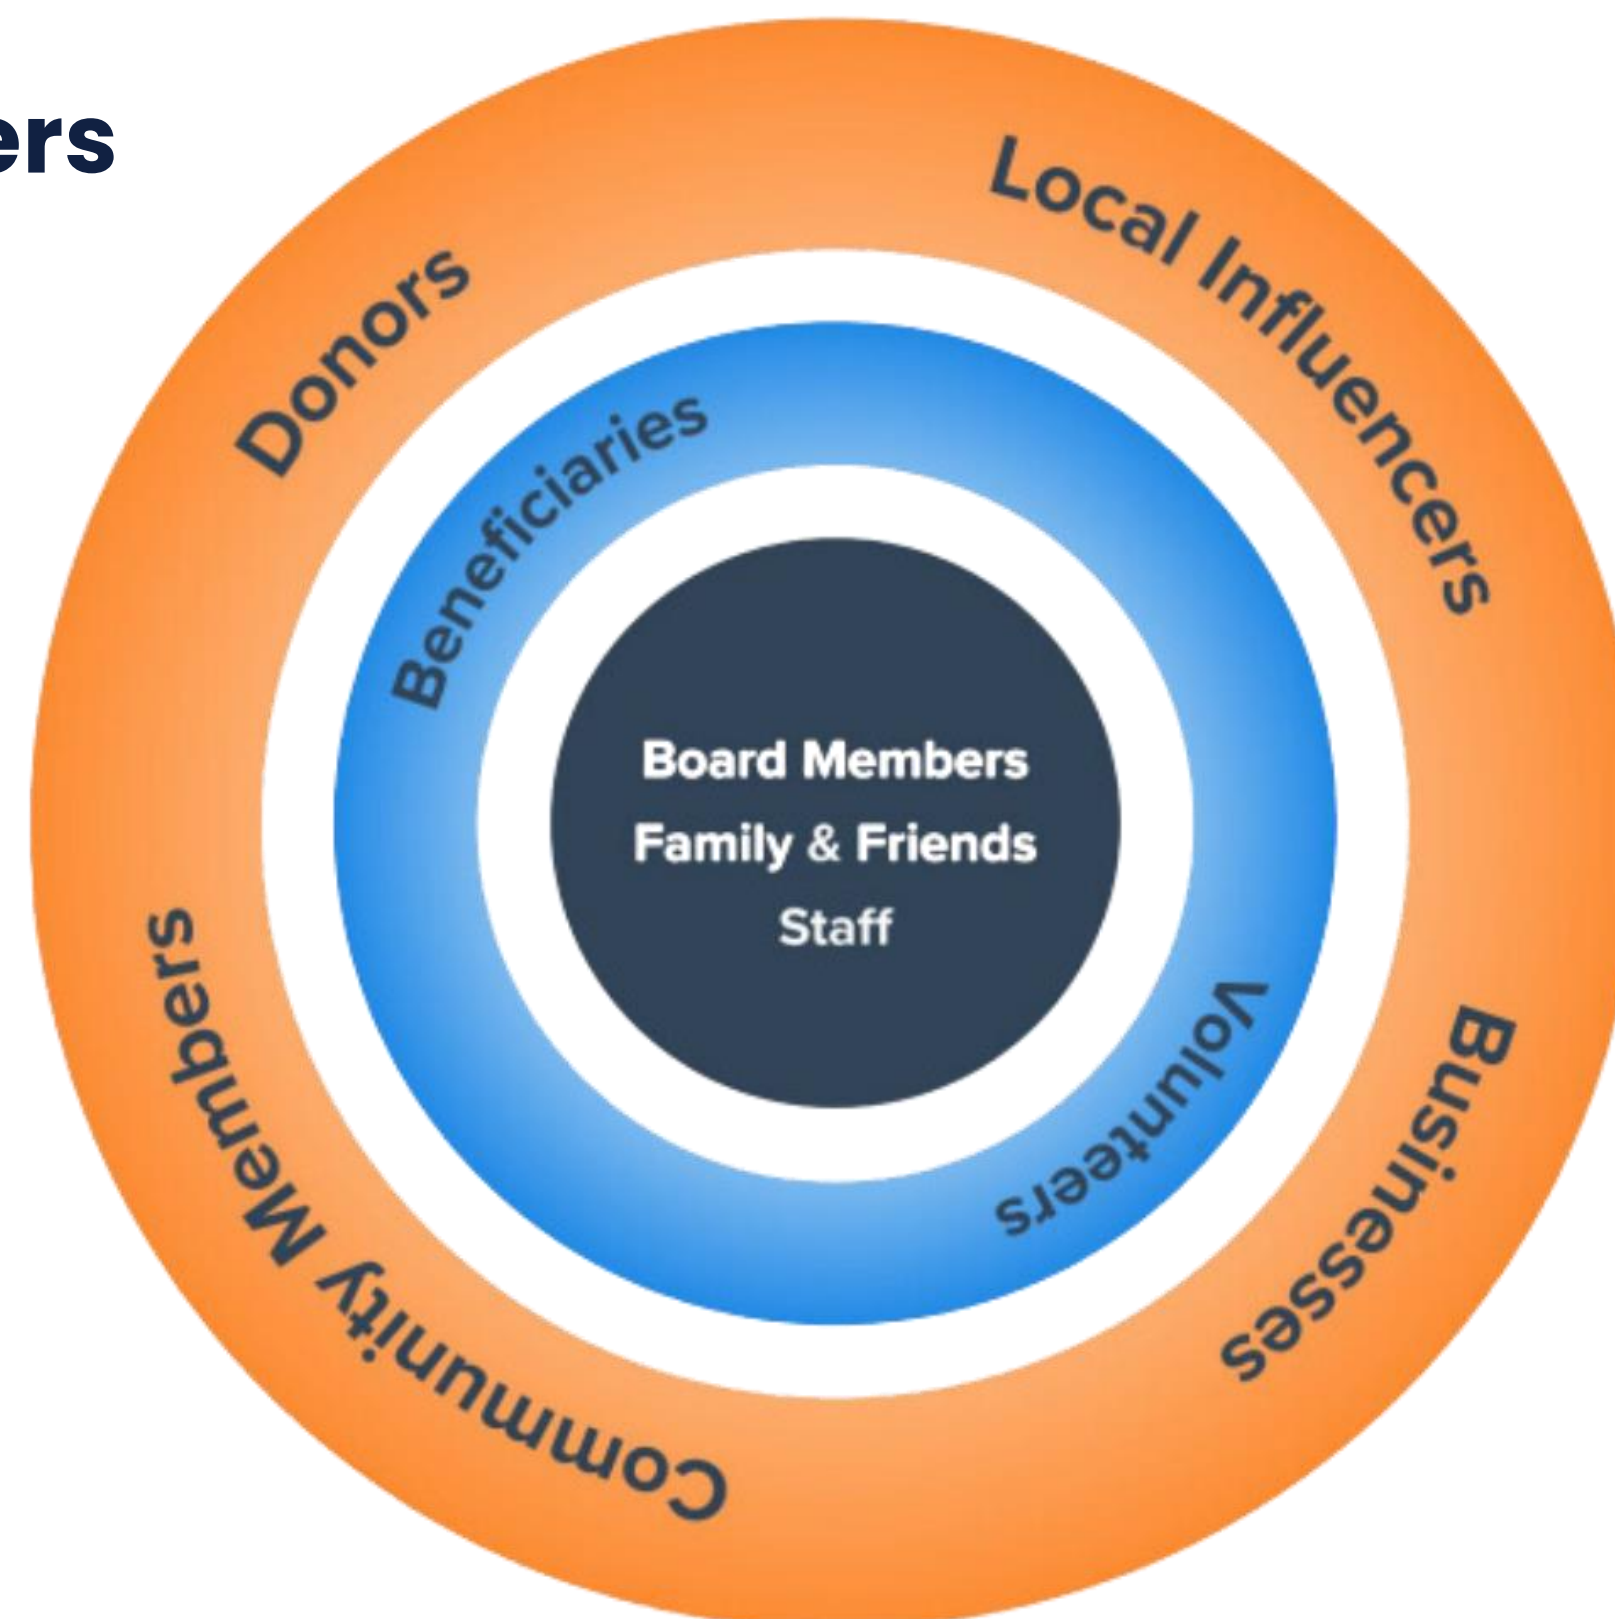 ers
Donors
Local Influencers
Beneficiaries
Board Members
Family & Friends
Staff
Volunteers
Businesses
Community Members